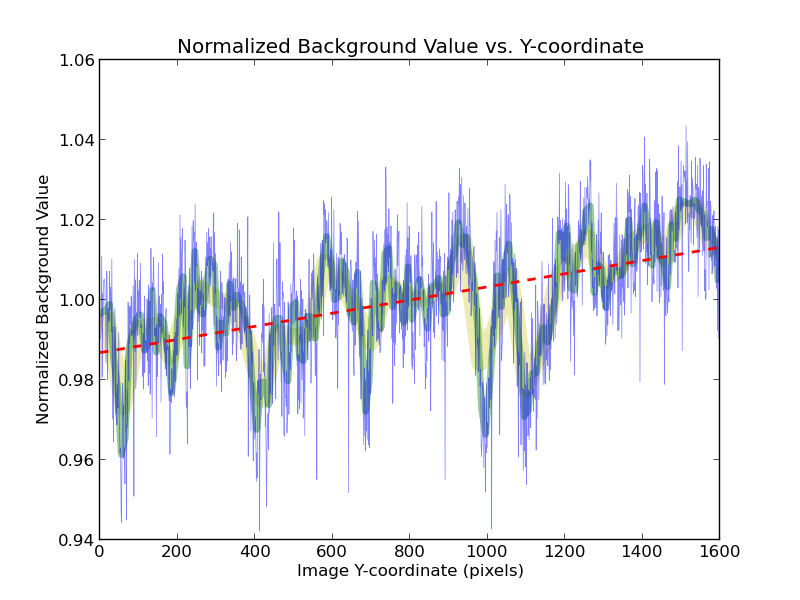 Normalized Background Value vs. Y-coordinate
1.06
1.04
1.02
1.00
0.98
0.96
0.94
Normalized Background Value
0 200 400 600 800 1000 1200 1400 1600
Image Y-coordinate (pixels)